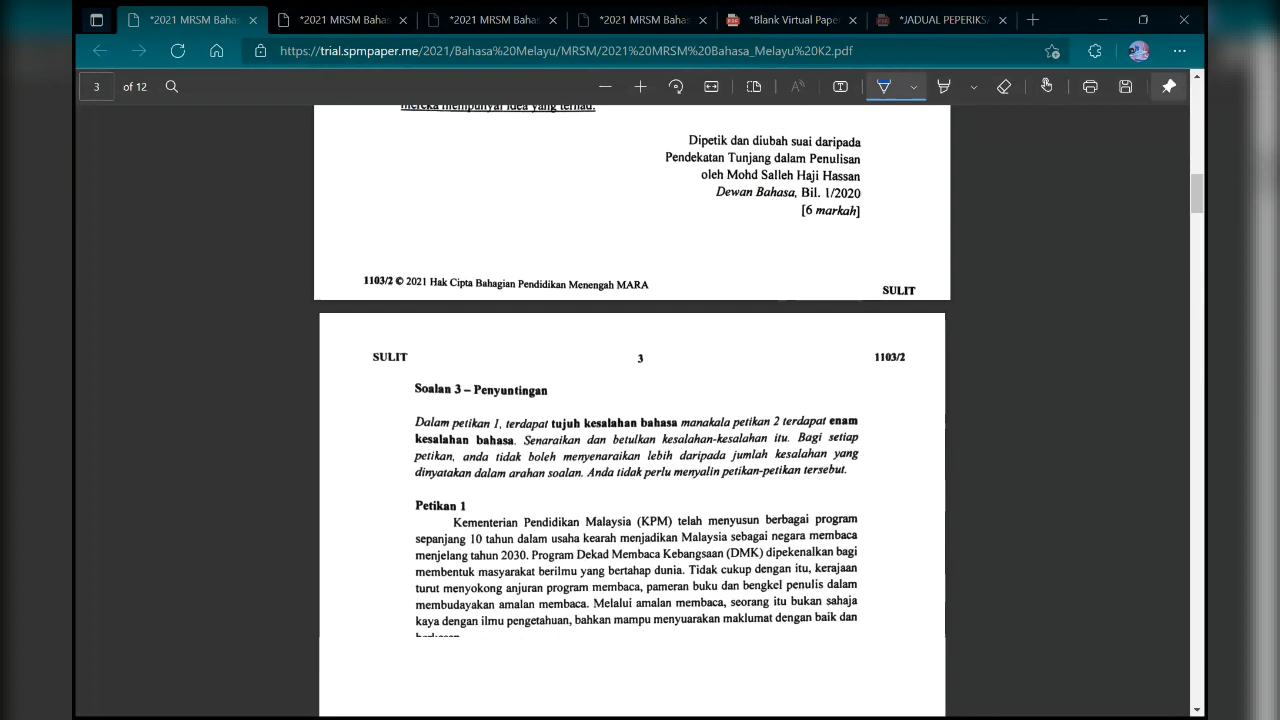 *2021 MRSM Bahas
*2021 MRSM Bahas
*2021 MRSM Bahas
*2021 MRSM Bahas
*Blank Virtual Pape
*JADUAL PEPERIKSA
https://trial.spmpaper.me/2021/Bahasa%20Melayu/MRSM/2021%20MRSM%20Bahasa_Melayu%20K2.pdf
3 of 12
mereka mempunyai idea yang terhad.
Dipetik dan diubah suai daripada
Pendekatan Tunjang dalam Penulisan
oleh Mohd Salleh Haji Hassan
Dewan Bahasa, Bil. 1/2020
[6 markah]
1103/2 © 2021 Hak Cipta Bahagian Pendidikan Menengah MARA
SULIT
SULIT 3 1103/2
Soalan 3 – Penyuntingan
Dalam petikan 1, terdapat tujuh kesalahan bahasa manakala petikan 2 terdapat enam
kesalahan bahasa. Senaraikan dan betulkan kesalahan-kesalahan itu. Bagi setiap
petikan, anda tidak boleh menyenaraikan lebih daripada jumlah kesalahan yang
dinyatakan dalam arahan soalan. Anda tidak perlu menyalin petikan-petikan tersebut.
Petikan 1
Kementerian Pendidikan Malaysia (KPM) telah menyusun berbagai program
sepanjang 10 tahun dalam usaha kearah menjadikan Malaysia sebagai negara membaca
menjelang tahun 2030. Program Dekad Membaca Kebangsaan (DMK) dipekenalkan bagi
membentuk masyarakat berilmu yang bertahap dunia. Tidak cukup dengan itu, kerajaan
turut menyokong anjuran program membaca, pameran buku dan bengkel penulis dalam
membudayakan amalan membaca. Melalui amalan membaca, seorang itu bukan sahaja
kaya dengan ilmu pengetahuan, bahkan mampu menyuarakan maklumat dengan baik dan